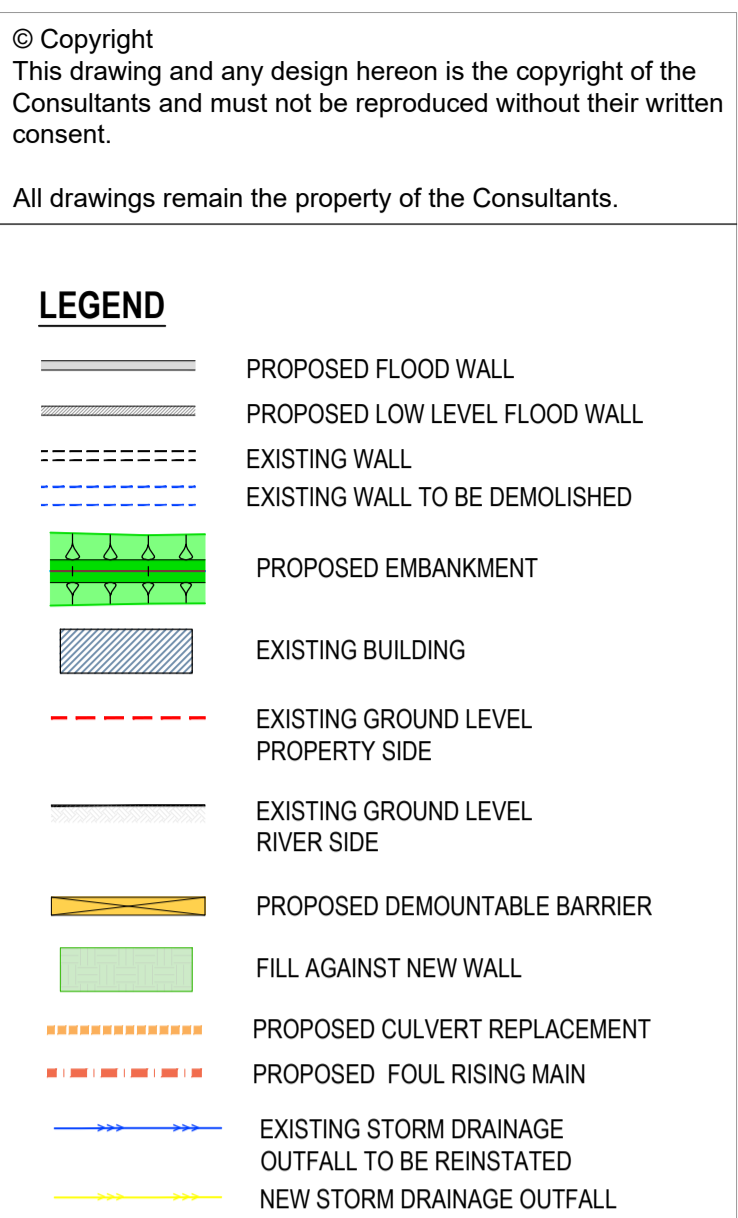 © Copyright
This drawing and any design hereon is the copyright of the
Consultants and must not be reproduced without their written
consent.
All drawings remain the property of the Consultants.
LEGEND
PROPOSED FLOOD WALL
PROPOSED LOW LEVEL FLOOD WALL
EXISTING WALL
EXISTING WALL TO BE DEMOLISHED
PROPOSED EMBANKMENT
EXISTING BUILDING
EXISTING GROUND LEVEL
PROPERTY SIDE
EXISTING GROUND LEVEL
RIVER SIDE
PROPOSED DEMOUNTABLE BARRIER
FILL AGAINST NEW WALL
PROPOSED CULVERT REPLACEMENT
PROPOSED FOUL RISING MAIN
EXISTING STORM DRAINAGE
OUTFALL TO BE REINSTATED
NEW STORM DRAINAGE OUTFALL